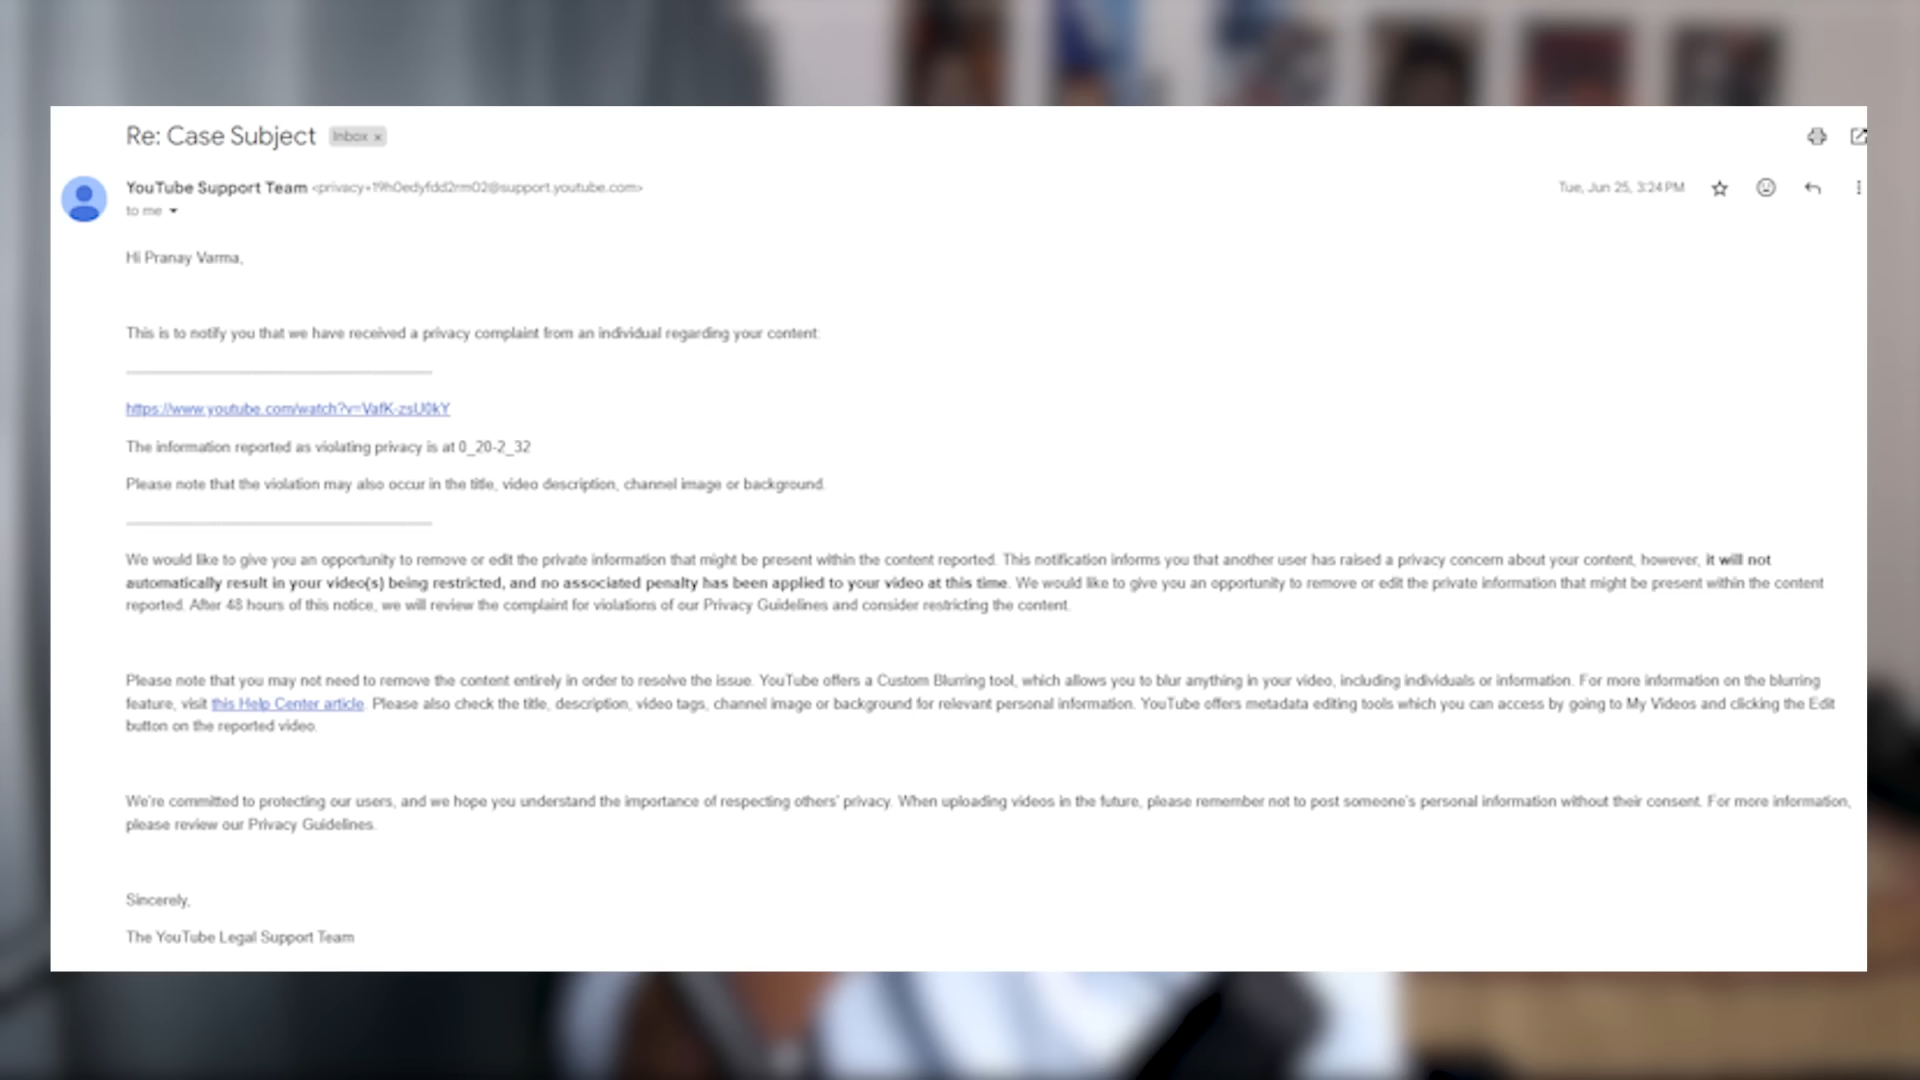 Re: Case Subject Inbox x
YouTube Support Team <privacy+19h0edyfdd2rm02@support.youtube.com> Tue, Jun 25, 3:24 PM
to me
Hi Pranay Varma,
This is to notify you that we have received a privacy complaint from an individual regarding your content:
https://www.youtube.com/watch?v=VafK-zsU0kY
The information reported as violating privacy is at 0_20-2_32
Please note that the violation may also occur in the title, video description, channel image or background.
We would like to give you an opportunity to remove or edit the private information that might be present within the content reported. This notification informs you that another user has raised a privacy concern about your content, however, it will not
automatically result in your video(s) being restricted, and no associated penalty has been applied to your video at this time. We would like to give you an opportunity to remove or edit the private information that might be present within the content
reported. After 48 hours of this notice, we will review the complaint for violations of our Privacy Guidelines and consider restricting the content.
Please note that you may not need to remove the content entirely in order to resolve the issue. YouTube offers a Custom Blurring tool, which allows you to blur anything in your video, including individuals or information. For more information on the blurring
feature, visit this Help Center article. Please also check the title, description, video tags, channel image or background for relevant personal information. YouTube offers metadata editing tools which you can access by going to My Videos and clicking the Edit
button on the reported video.
We're committed to protecting our users, and we hope you understand the importance of respecting others' privacy. When uploading videos in the future, please remember not to post someone's personal information without their consent. For more information,
please review our Privacy Guidelines.
Sincerely,
The YouTube Legal Support Team